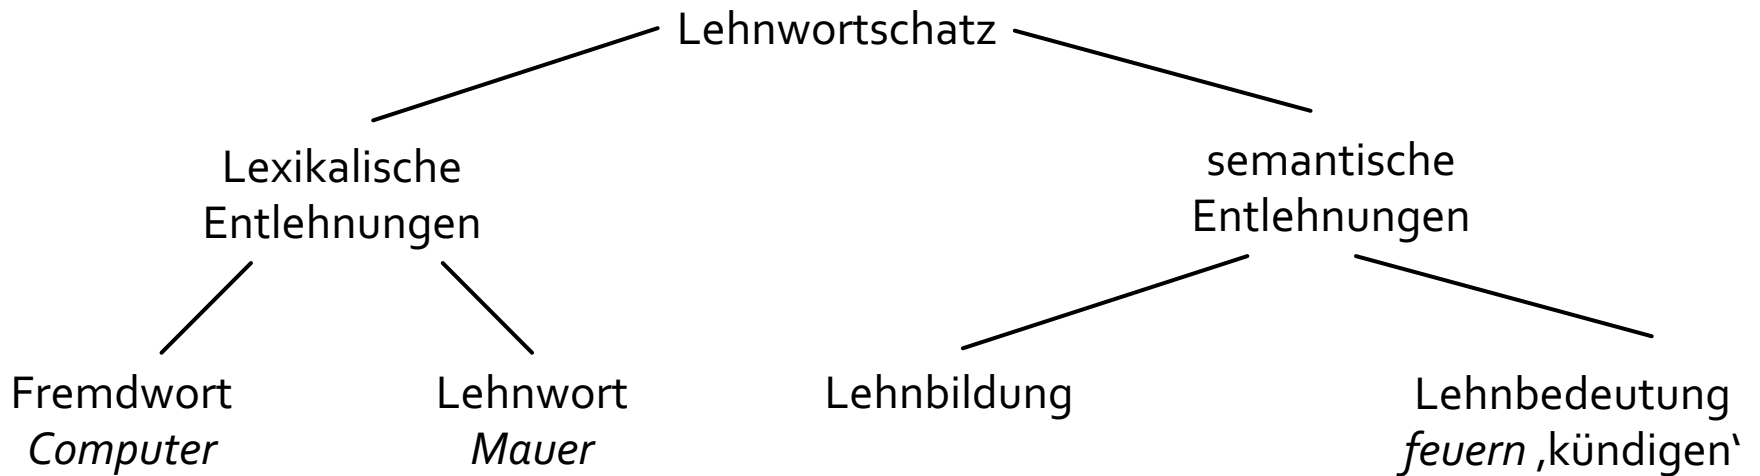 Lehnwortschatz
Lexikalische
Entlehnungen
semantische
Entlehnungen
Fremdwort
Computer
Lehnwort
Mauer
Lehnbildung
Lehnbedeutung
feuern ‚kündigen‛